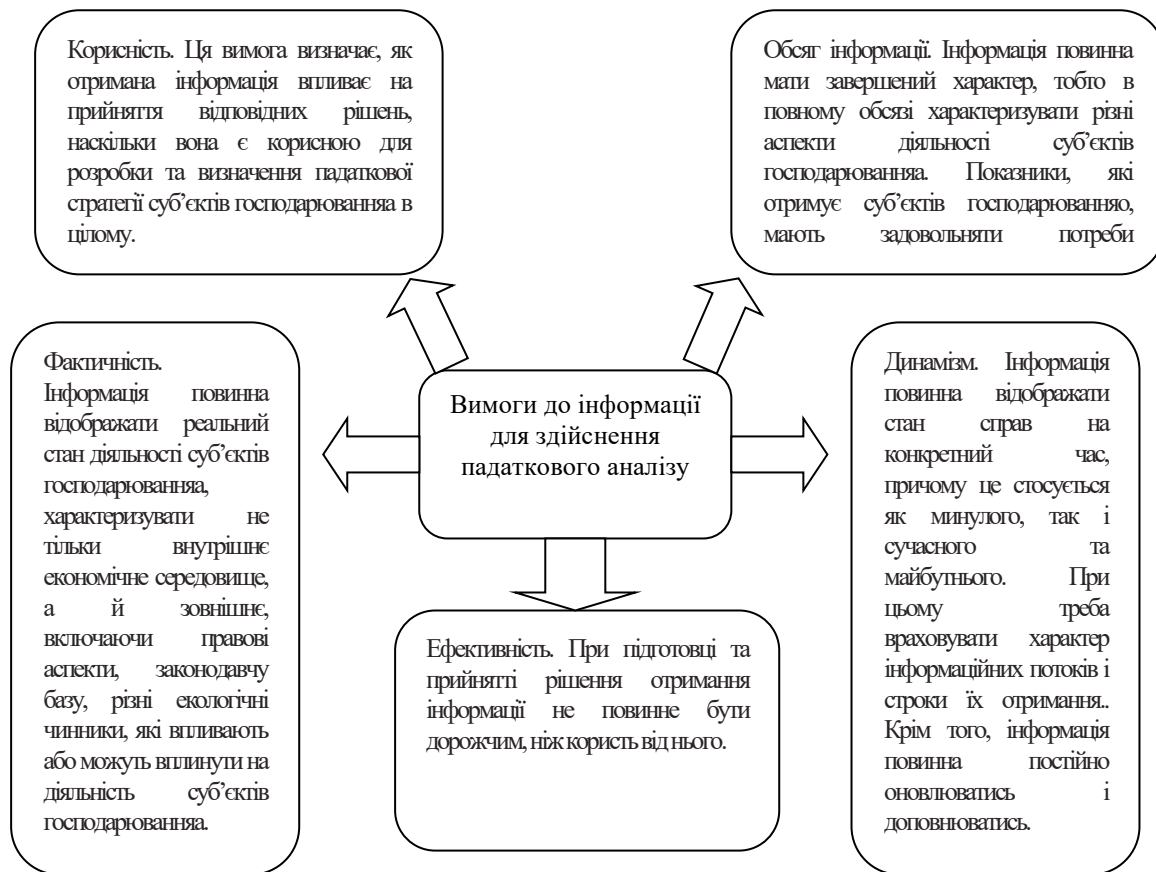 Корисність. Ця вимога визначає, як
отримана інформація впливає на
прийняття відповідних рішень,
наскільки вона є корисною для
розробки та визначення падаткової
стратегії суб’єктів господарюванняа в
цілому.
Обсяг інформації. Інформація повинна
мати завершений характер, тобто в
повному обсязі характеризувати різні
аспекти діяльності суб’єктів
господарюванняа. Показники, які
отримує суб’єктів господарюванняо,
мають задовольняти потреби
Фактичність.
Інформація повинна
відображати реальний
стан діяльності суб’єктів
господарюванняа,
характеризувати не
тільки внутрішнє
економічне середовище,
а й зовнішнє,
включаючи правові
аспекти, законодавчу
базу, різні екологічні
чинники, які впливають
або можуть вплинути на
діяльність суб’єктів
господарюванняа.
Вимоги до інформації
для здійснення
падаткового аналізу
Динамізм. Інформація
повинна відображати
стан справ на
конкретний час,
причому це стосується
як минулого, так і
сучасного та
майбутнього. При
цьому треба
враховувати характер
інформаційних потоків і
строки їх отримання..
Крім того, інформація
повинна постійно
оновлюватись і
доповнюватись.
Ефективність. При підготовці та
прийнятті рішення отримання
інформації не повинне бути
дорожчим, ніж користь від нього.